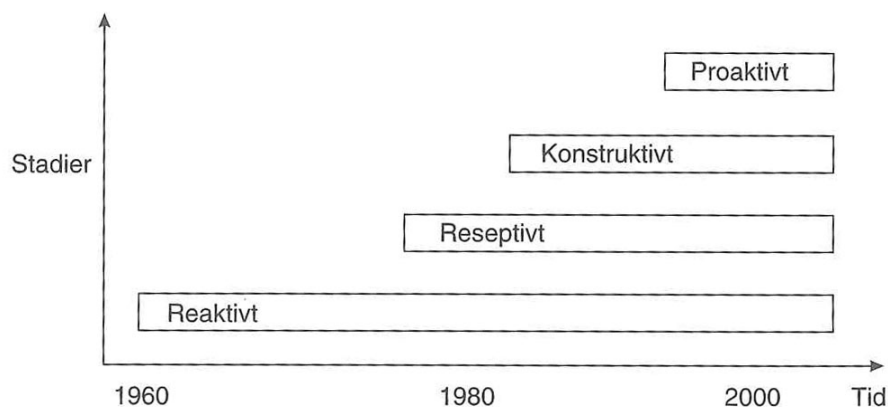 Proaktivt
Konstruktivt
Stadier
Reseptivt
Reaktivt
1960 1980 2000 Tid